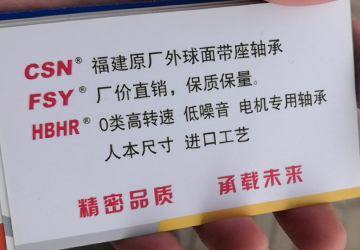 CSN® 福建原厂外球面带座轴承
FSY® 厂价直销，保质保量。
HBHR® 0类高转速 低噪音 电机专用轴承
人本尺寸 进口工艺
精密品质 承载未来